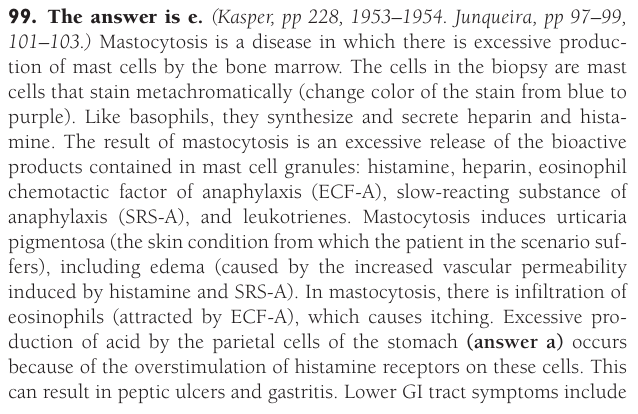 99. The answer is e. (Kasper, pp 228, 1953–1954. Junqueira, pp 97–99,
101–103.) Mastocytosis is a disease in which there is excessive produc-
tion of mast cells by the bone marrow. The cells in the biopsy are mast
cells that stain metachromatically (change color of the stain from blue to
purple). Like basophils, they synthesize and secrete heparin and hista-
mine. The result of mastocytosis is an excessive release of the bioactive
products contained in mast cell granules: histamine, heparin, eosinophil
chemotactic factor of anaphylaxis (ECF-A), slow-reacting substance of
anaphylaxis (SRS-A), and leukotrienes. Mastocytosis induces urticaria
pigmentosa (the skin condition from which the patient in the scenario suf-
fers), including edema (caused by the increased vascular permeability
induced by histamine and SRS-A). In mastocytosis, there is infiltration of
eosinophils (attracted by ECF-A), which causes itching. Excessive pro-
duction of acid by the parietal cells of the stomach (answer a) occurs
because of the overstimulation of histamine receptors on these cells. This
can result in peptic ulcers and gastritis. Lower GI tract symptoms include